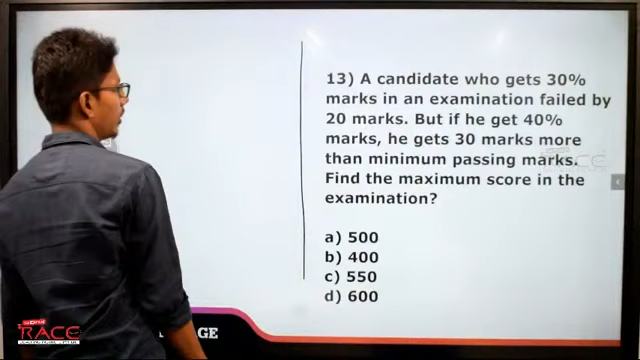 13) A candidate who gets 30%
marks in an examination failed by
20 marks. But if he get 40%
marks, he gets 30 marks more
than minimum passing marks.
Find the maximum score in the
examination?
a) 500
b) 400
c) 550
d) 600
RACE
RACE
GE